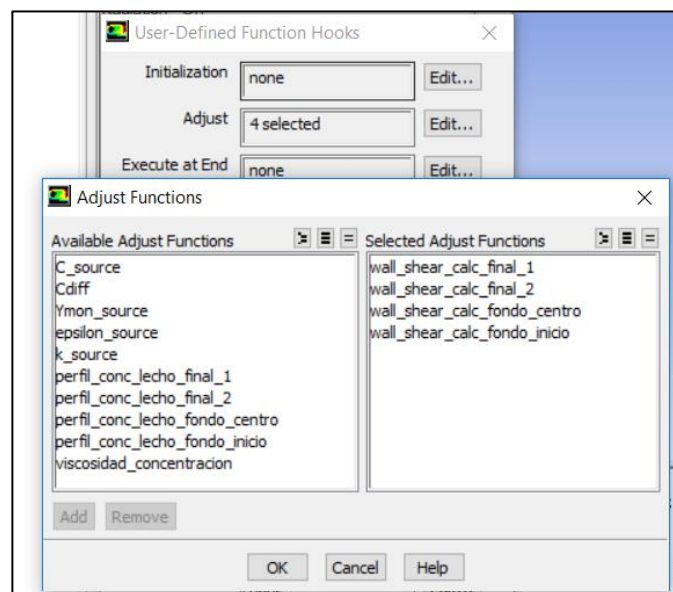 User-Defined Function Hooks
Initialization none Edit...
Adjust 4 selected Edit...
Execute at End none Edit...
Adjust Functions
Available Adjust Functions Selected Adjust Functions
C_source wall_shear_calc_final_1
Cdiff wall_shear_calc_final_2
Ymon_source wall_shear_calc_fondo_centro
epsilon_source wall_shear_calc_fondo_inicio
k_source
perfil_conc_lecho_final_1
perfil_conc_lecho_final_2
perfil_conc_lecho_fondo_centro
perfil_conc_lecho_fondo_inicio
viscosidad_concentracion
Add Remove
OK Cancel Help